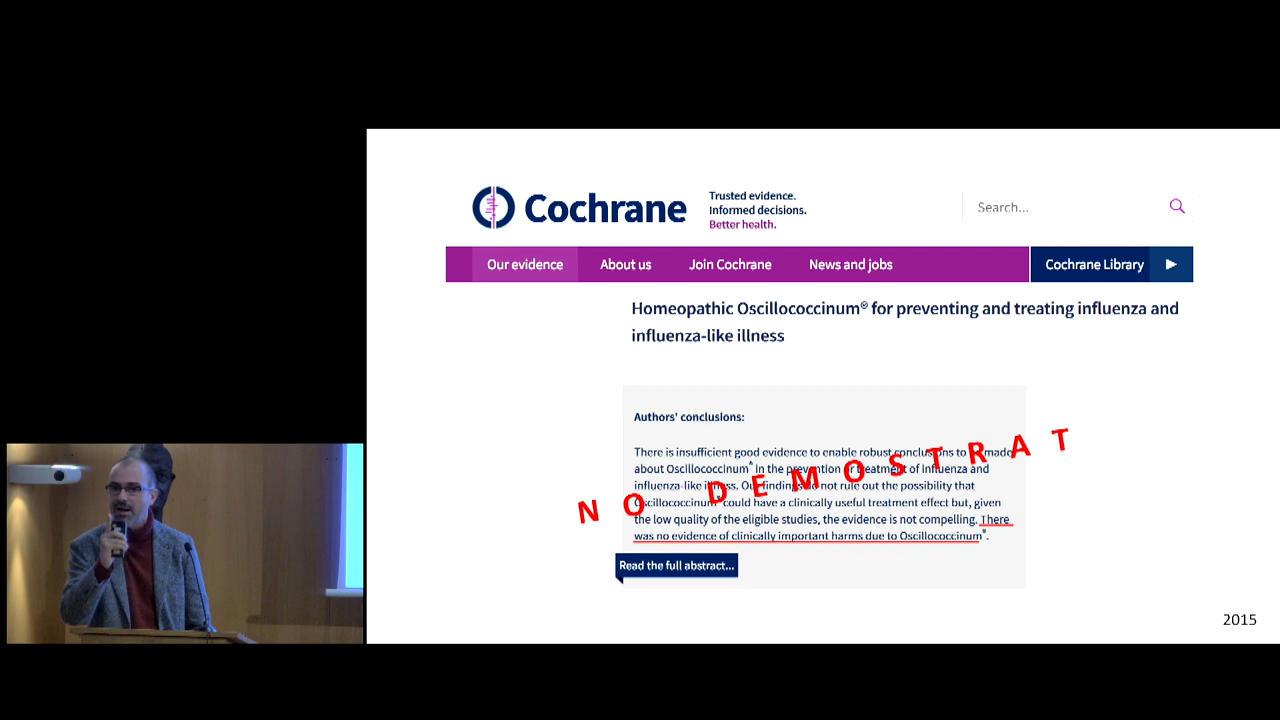 Cochrane
Trusted evidence.
Informed decisions.
Better health.
Search...
Our evidence
About us
Join Cochrane
News and jobs
Cochrane Library
Homeopathic Oscillococcinum® for preventing and treating influenza and
influenza-like illness
Authors' conclusions:
There is insufficient good evidence to enable robust conclusions to made
about Oscillococcinum® in the prevention treatment of influenza and
influenza-like illness. Our findings do not rule out the possibility that
Oscillococcinum® could have a clinically useful treatment effect but, given
the low quality of the eligible studies, the evidence is not compelling. There
was no evidence of clinically important harms due to Oscillococcinum®.
NO DEMOSTRAT
Read the full abstract...
2015